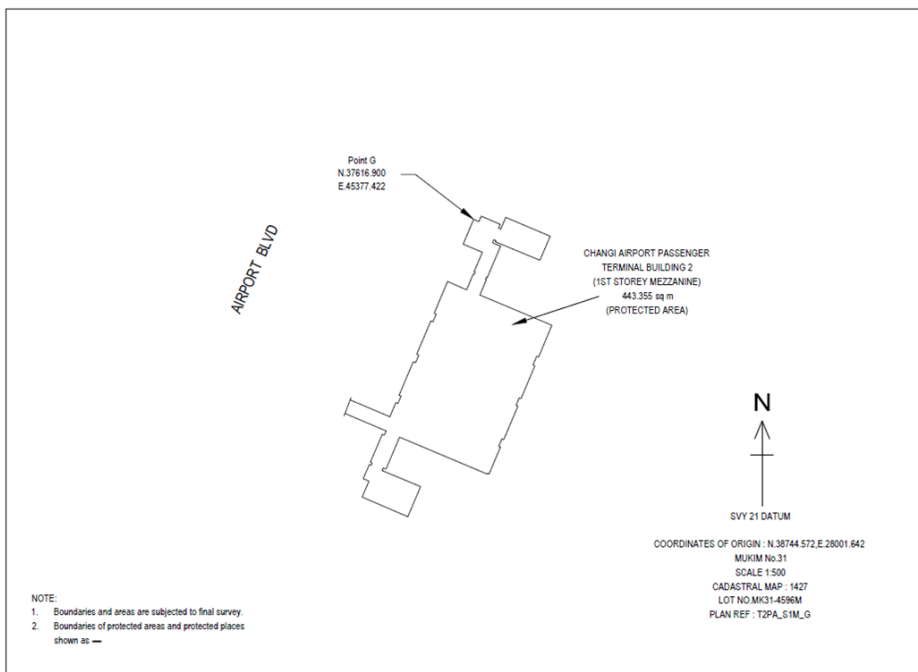 Point G
N.37616.900
E.45377.422
AIRPORT BLVD
CHANGI AIRPORT PASSENGER
TERMINAL BUILDING 2
(1ST STOREY MEZZANINE)
443.355 sq m
(PROTECTED AREA)
N
SVY 21 DATUM
COORDINATES OF ORIGIN : N.38744.572,E.28001.642
MUKIM No.31
SCALE 1:500
CADASTRAL MAP : 1427
LOT NO.MK31-4596M
PLAN REF : T2PA_S1M_G
NOTE:
1. Boundaries and areas are subjected to final survey.
2. Boundaries of protected areas and protected places
shown as —